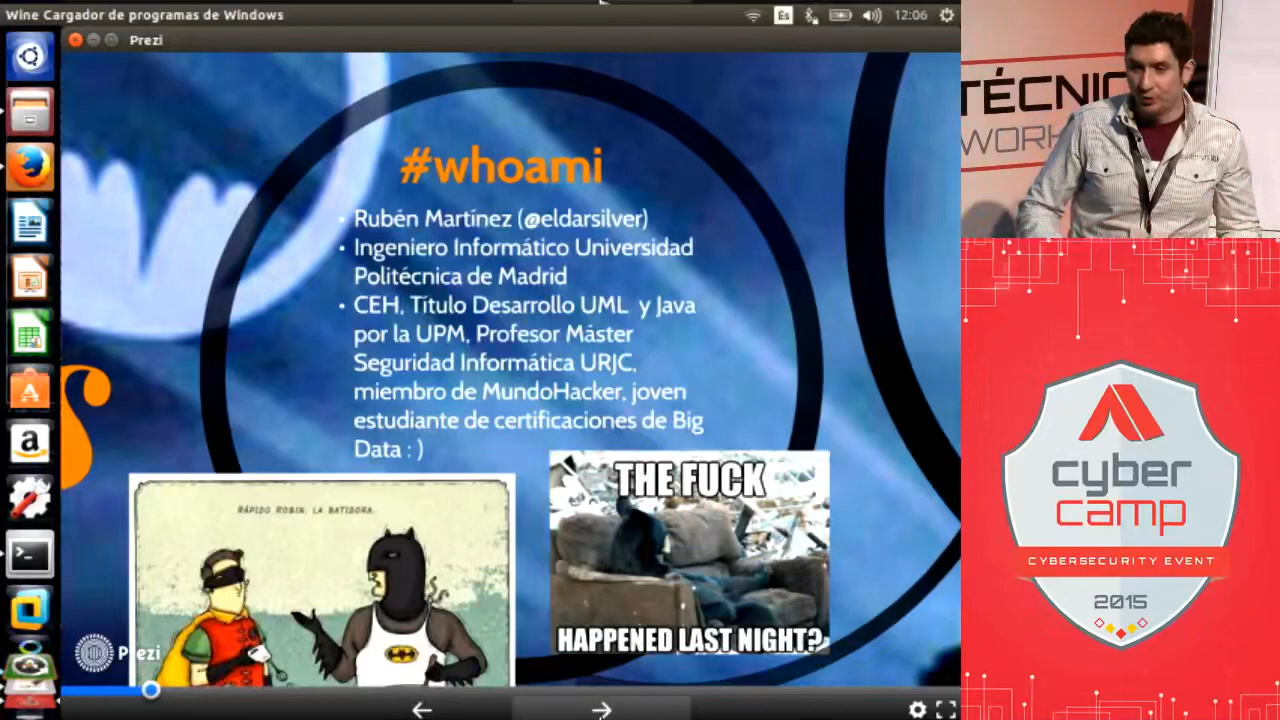 Wine Cargador de programas de Windows
Es
12:06
Prezi
#whoami
• Rubén Martínez (@eldarsilver)
• Ingeniero Informático Universidad
Politécnica de Madrid
• CEH, Título Desarrollo UML y Java
por la UPM, Profesor Máster
Seguridad Informática URJC,
miembro de MundoHacker, joven
estudiante de certificaciones de Big
Data : )
RÁPIDO ROBIN, LA BATIDORA.
THE FUCK
HAPPENED LAST NIGHT?
Prezi
TÉCNIC
WORK
cyber
camp
CYBERSECURITY EVENT
2015